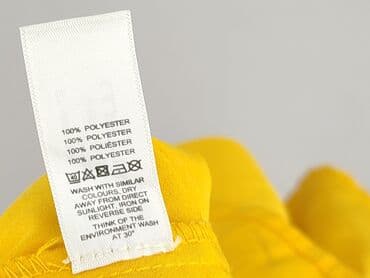 100% POLYESTER
100% POLYESTER
100% POLIÉSTER
100% POLYESTER
WASH WITH SIMILAR
COLOURS, DRY
AWAY FROM DIRECT
SUNLIGHT, IRON ON
REVERSE SIDE
THINK OF THE
ENVIRONMENT WASH
AT 30°